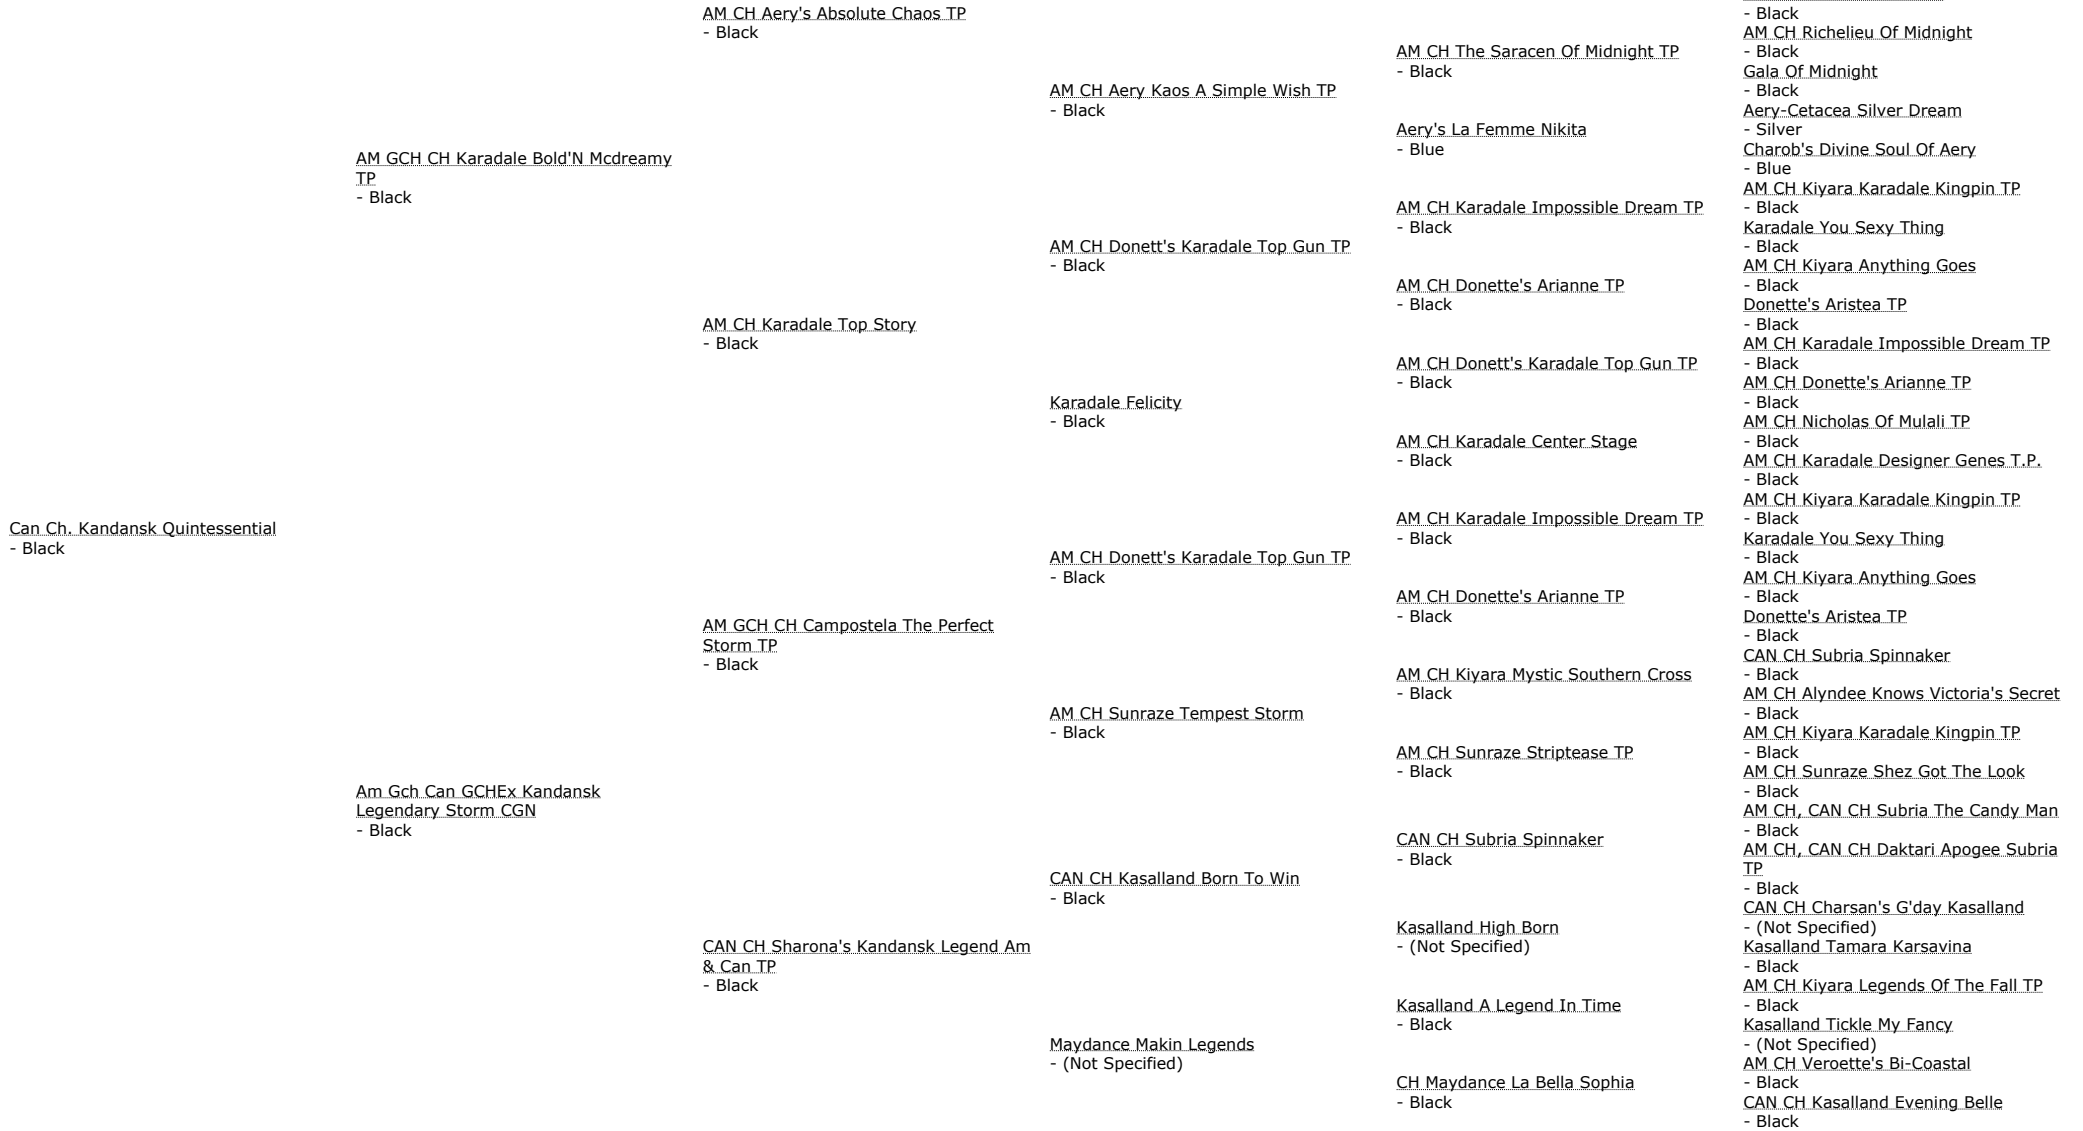 AM CH Aery's Absolute Chaos TP
- Black
- Black
AM CH Richelieu Of Midnight
- Black
AM CH The Saracen Of Midnight TP
- Black
Gala Of Midnight
- Black
AM CH Aery Kaos A Simple Wish TP
- Black
Aery-Cetacea Silver Dream
- Silver
Aery's La Femme Nikita
- Blue
Charob's Divine Soul Of Aery
- Blue
AM GCH CH Karadale Bold'N Mcdreamy
TP
- Black
AM CH Kiyara Karadale Kingpin TP
- Black
AM CH Karadale Impossible Dream TP
- Black
Karadale You Sexy Thing
- Black
AM CH Donett's Karadale Top Gun TP
- Black
AM CH Kiyara Anything Goes
- Black
AM CH Donette's Arianne TP
- Black
Donette's Aristea TP
- Black
AM CH Karadale Top Story
- Black
AM CH Karadale Impossible Dream TP
- Black
AM CH Donett's Karadale Top Gun TP
- Black
AM CH Donette's Arianne TP
- Black
Karadale Felicity
- Black
AM CH Nicholas Of Mulali TP
- Black
AM CH Karadale Center Stage
- Black
AM CH Karadale Designer Genes T.P.
- Black
Can Ch. Kandansk Quintessential
- Black
AM CH Kiyara Karadale Kingpin TP
- Black
AM CH Karadale Impossible Dream TP
- Black
Karadale You Sexy Thing
- Black
AM CH Donett's Karadale Top Gun TP
- Black
AM CH Kiyara Anything Goes
- Black
AM CH Donette's Arianne TP
- Black
Donette's Aristea TP
- Black
AM GCH CH Campostela The Perfect
Storm TP
- Black
CAN CH Subria Spinnaker
- Black
AM CH Kiyara Mystic Southern Cross
- Black
AM CH Alyndee Knows Victoria's Secret
- Black
AM CH Sunraze Tempest Storm
- Black
AM CH Kiyara Karadale Kingpin TP
- Black
AM CH Sunraze Striptease TP
- Black
AM CH Sunraze Shez Got The Look
- Black
Am Gch Can GCHEx Kandansk
Legendary Storm CGN
- Black
AM CH, CAN CH Subria The Candy Man
- Black
CAN CH Subria Spinnaker
- Black
AM CH, CAN CH Daktari Apogee Subria
TP
- Black
CAN CH Kasalland Born To Win
- Black
CAN CH Charsan's G'day Kasalland
- (Not Specified)
Kasalland High Born
- (Not Specified)
Kasalland Tamara Karsavina
- Black
CAN CH Sharona's Kandansk Legend Am
& Can TP
- Black
AM CH Kiyara Legends Of The Fall TP
- Black
Kasalland A Legend In Time
- Black
Kasalland Tickle My Fancy
- (Not Specified)
Maydance Makin Legends
- (Not Specified)
AM CH Veroette's Bi-Coastal
- Black
CH Maydance La Bella Sophia
- Black
CAN CH Kasalland Evening Belle
- Black